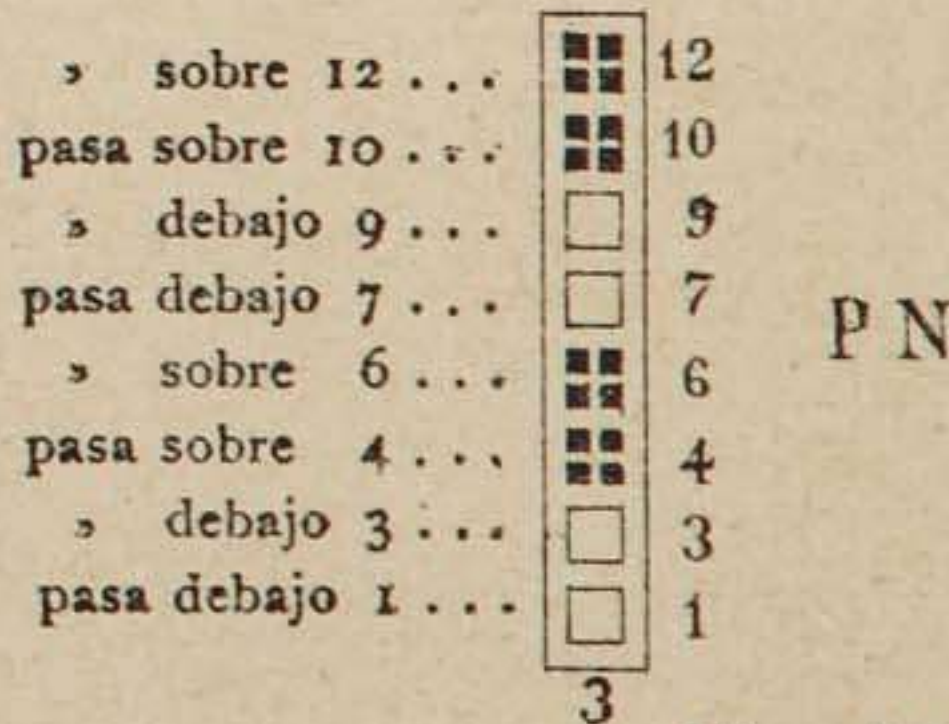 » sobre 12 . . . 12
pasa sobre 10 . . . 10
» debajo 9 . . . 9
pasa debajo 7 . . . 7
P N
» sobre 6 . . . 6
pasa sobre 4 . . . 4
» debajo 3 . . . 3
pasa debajo 1 . . . 1
3